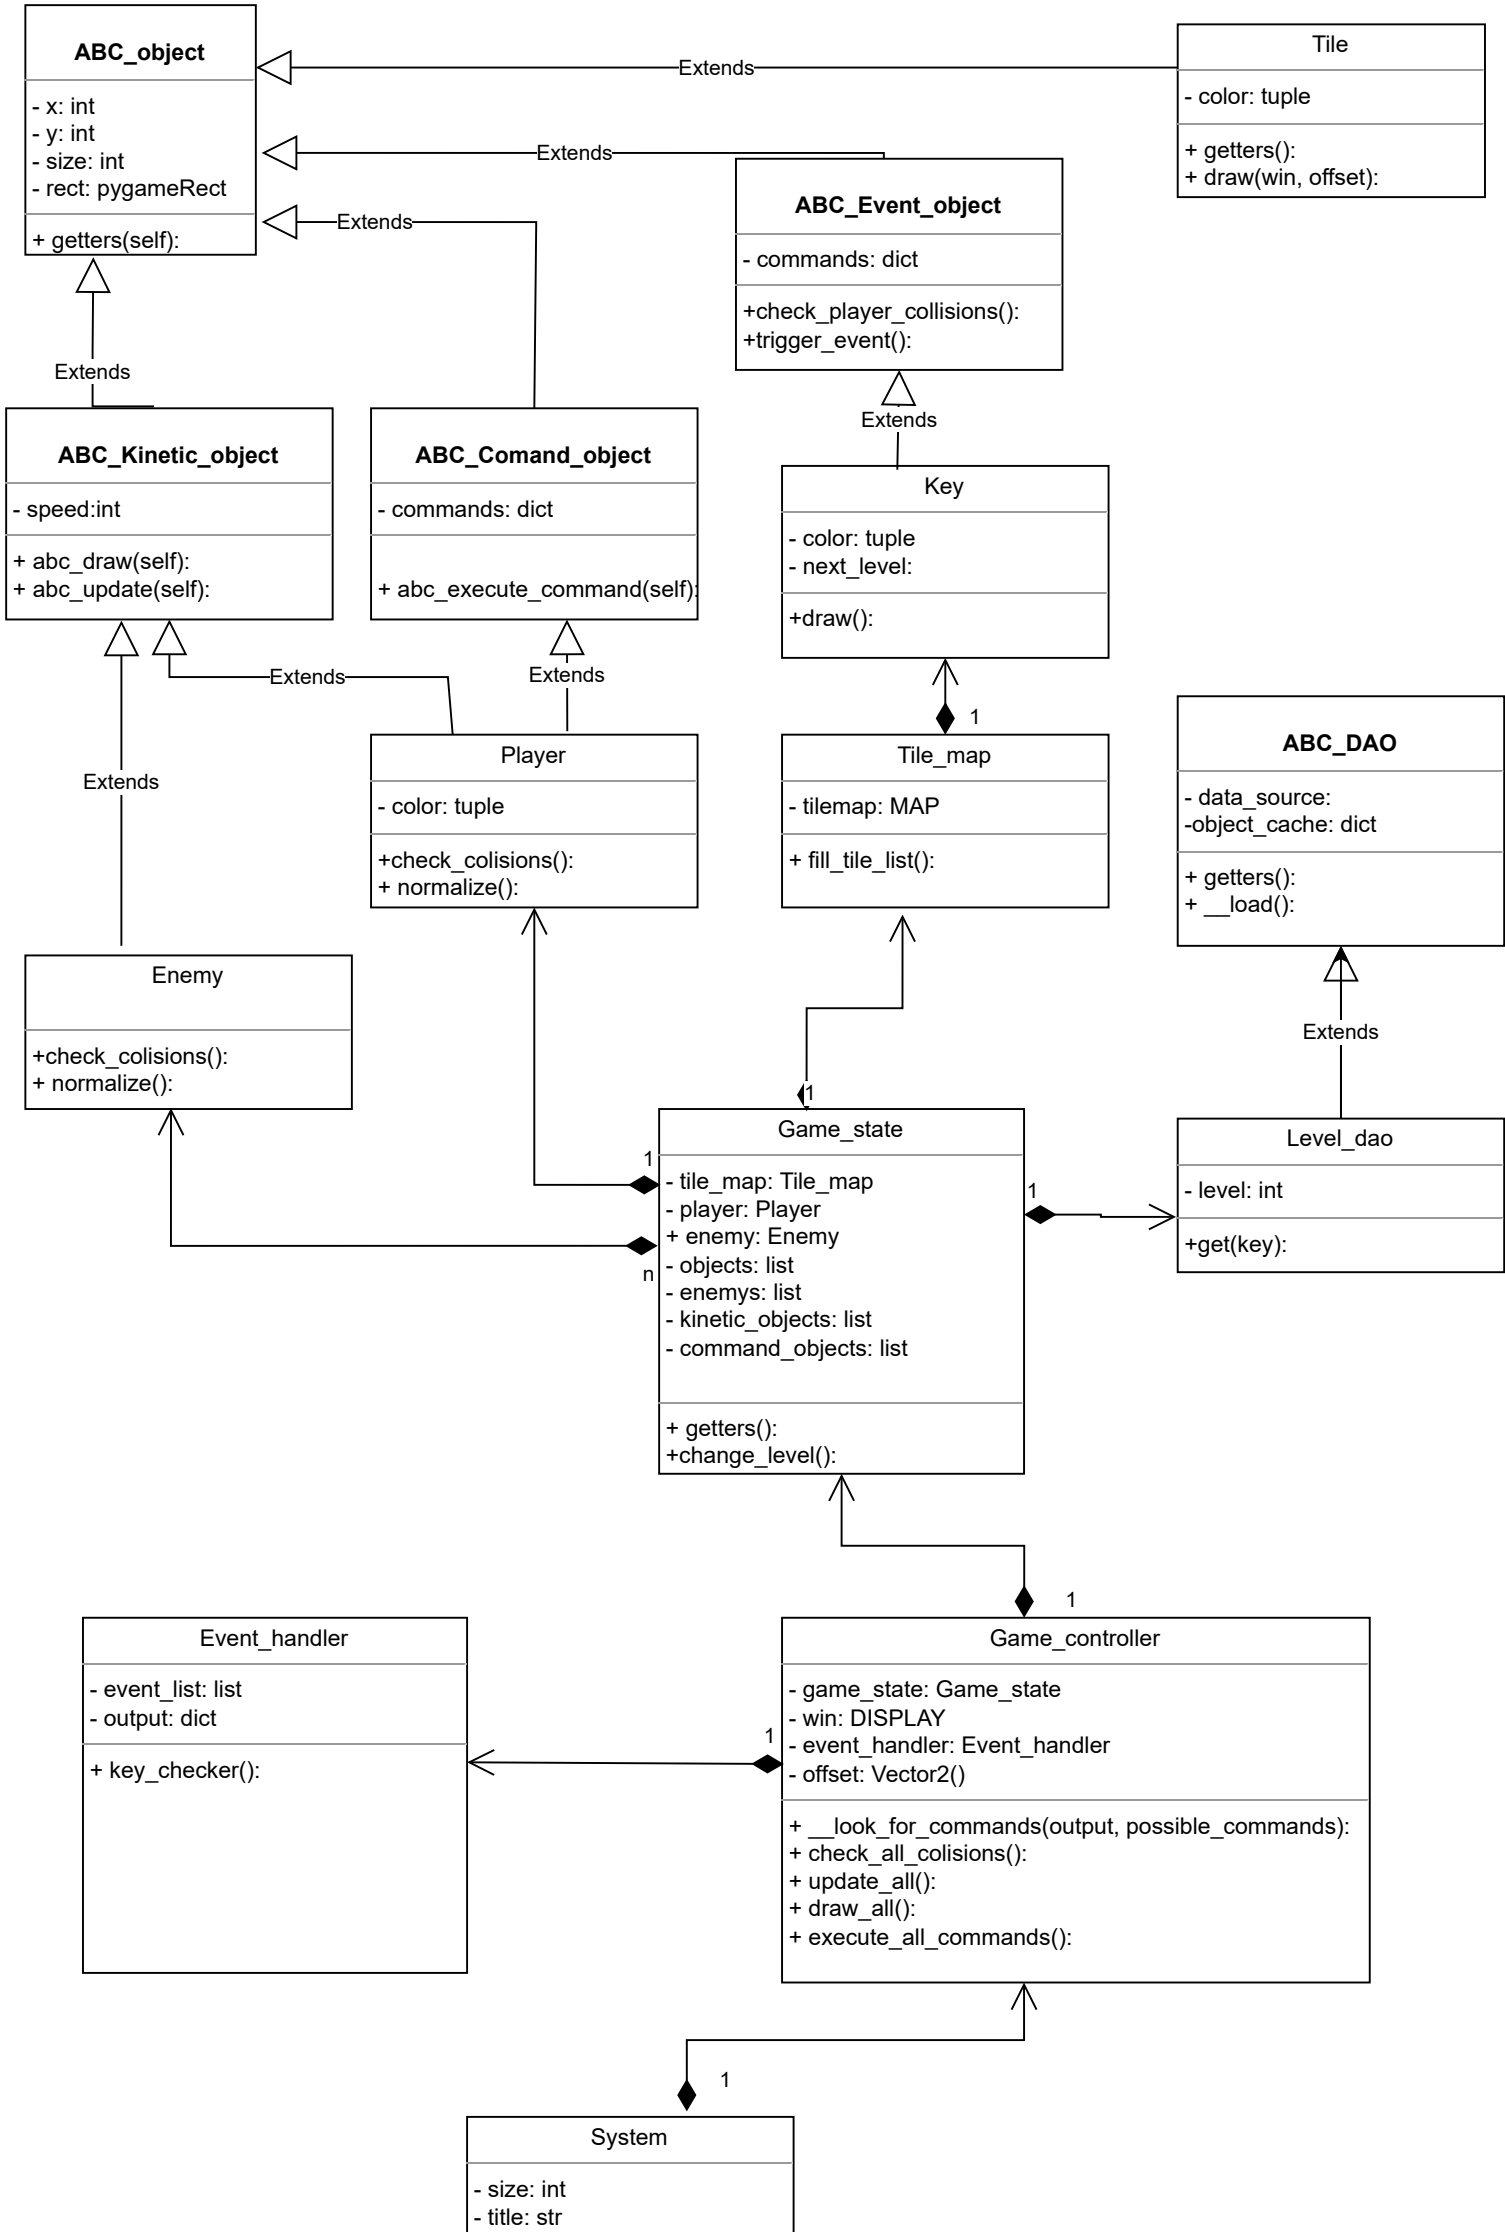 ABC_object
- x: int
- y: int
- size: int
- rect: pygameRect
+ getters(self):
Extends
Tile
- color: tuple
+ getters():
+ draw(win, offset):
Extends
ABC_Event_object
- commands: dict
+check_player_collisions():
+trigger_event():
Extends
Extends
Extends
ABC_Kinetic_object
- speed:int
+ abc_draw(self):
+ abc_update(self):
ABC_Comand_object
- commands: dict
+ abc_execute_command(self):
Key
- color: tuple
- next_level:
+draw():
Extends
Extends
Extends
1
Player
- color: tuple
+check_colisions():
+ normalize():
Tile_map
- tilemap: MAP
+ fill_tile_list():
ABC_DAO
- data_source:
-object_cache: dict
+ getters():
+ __load():
Enemy
+check_colisions():
+ normalize():
Extends
1
1
n
1
Game_state
- tile_map: Tile_map
- player: Player
+ enemy: Enemy
- objects: list
- enemys: list
- kinetic_objects: list
- command_objects: list
+ getters():
+change_level():
Level_dao
- level: int
+get(key):
1
Event_handler
- event_list: list
- output: dict
+ key_checker():
1
Game_controller
- game_state: Game_state
- win: DISPLAY
- event_handler: Event_handler
- offset: Vector2()
+ __look_for_commands(output, possible_commands):
+ check_all_colisions():
+ update_all():
+ draw_all():
+ execute_all_commands():
1
System
- size: int
- title: str